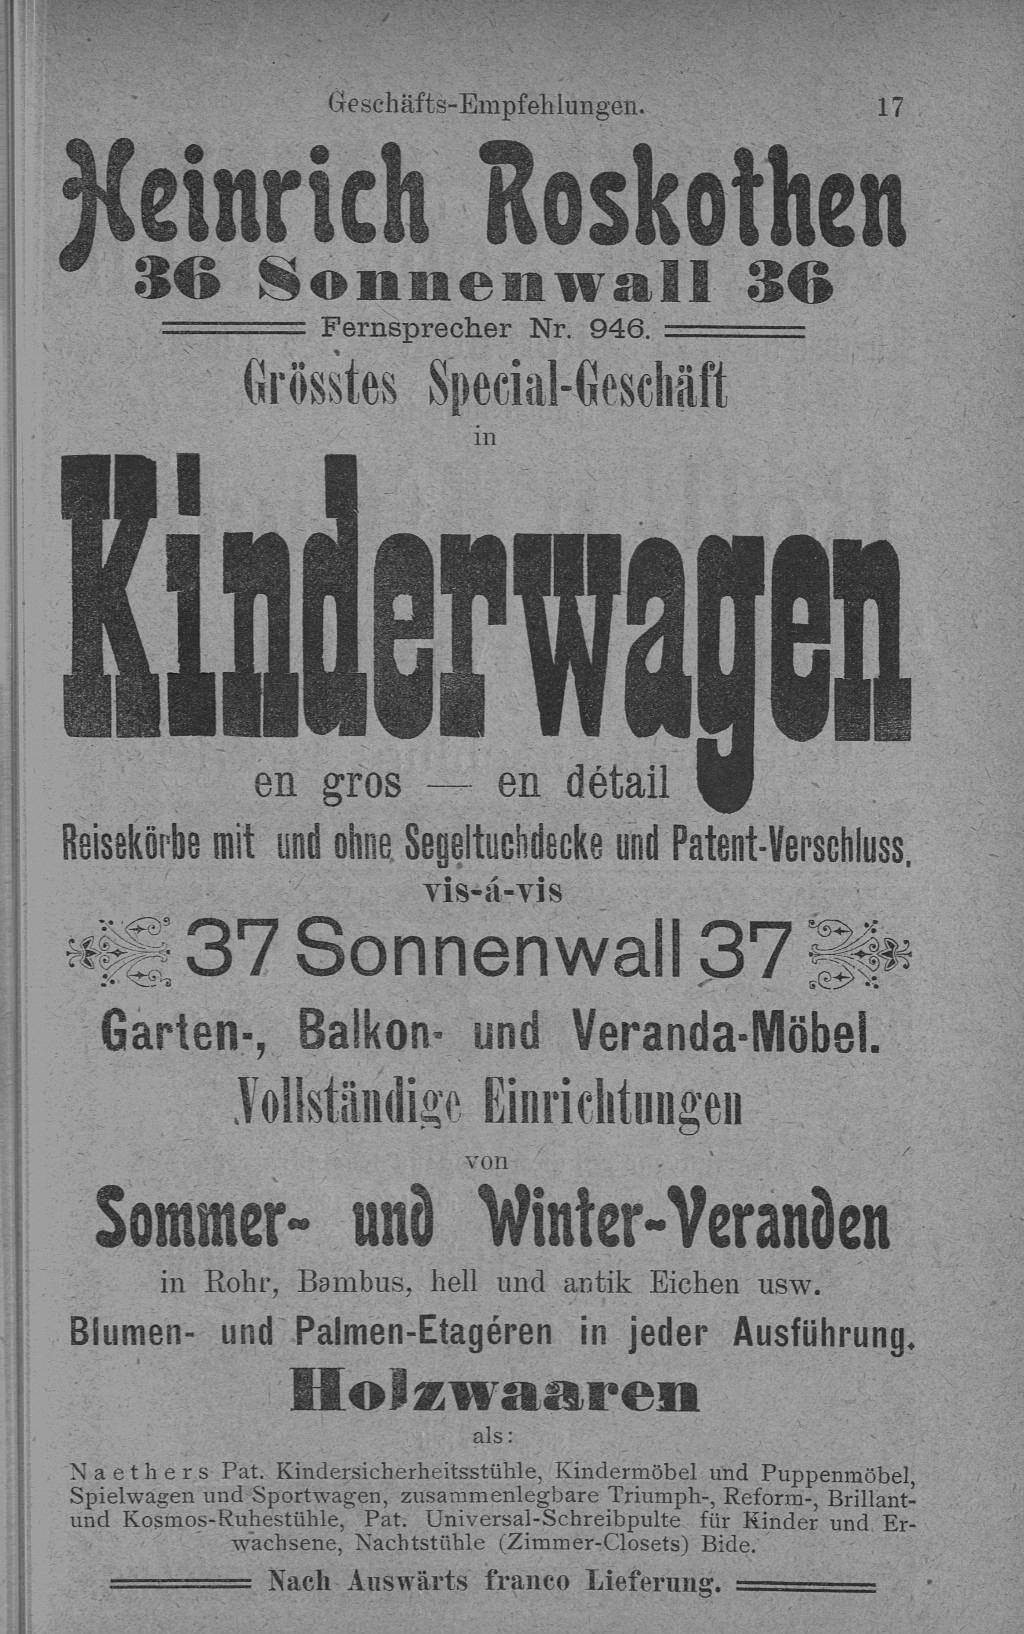 Geschäfts-Empfehlungen. 17
Heinrich Roskothen
36 Sonnenwall 36
Fernsprecher Nr. 946.
Grösstes Special-Geschäft
in
Kinderwagen
en gros — en détail
Reisekörbe mit und ohne Segeltuchdecke und Patent-Verschluss.
vis-á-vis
37 Sonnenwall 37
Garten-, Balkon- und Veranda-Möbel.
Vollständige Einrichtungen
von
Sommer- und Winter-Veranden
in Rohr, Bambus, hell und antik Eichen usw.
Blumen- und Palmen-Etagéren in jeder Ausführung.
Holzwaaren
als:
Naethers Pat. Kindersicherheitsstühle, Kindermöbel und Puppenmöbel,
Spielwagen und Sportwagen, zusammenlegbare Triumph-, Reform-, Brillant-
und Kosmos-Ruhestühle, Pat. Universal-Schreibpulte für Kinder und Er-
wachsene, Nachtstühle (Zimmer-Closets) Bide.
Nach Auswärts franco Lieferung.